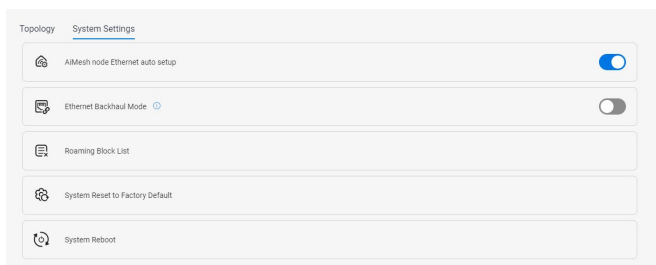 Topology System Settings
AiMesh node Ethernet auto setup
Ethernet Backhaul Mode
Roaming Block List
System Reset to Factory Default
System Reboot